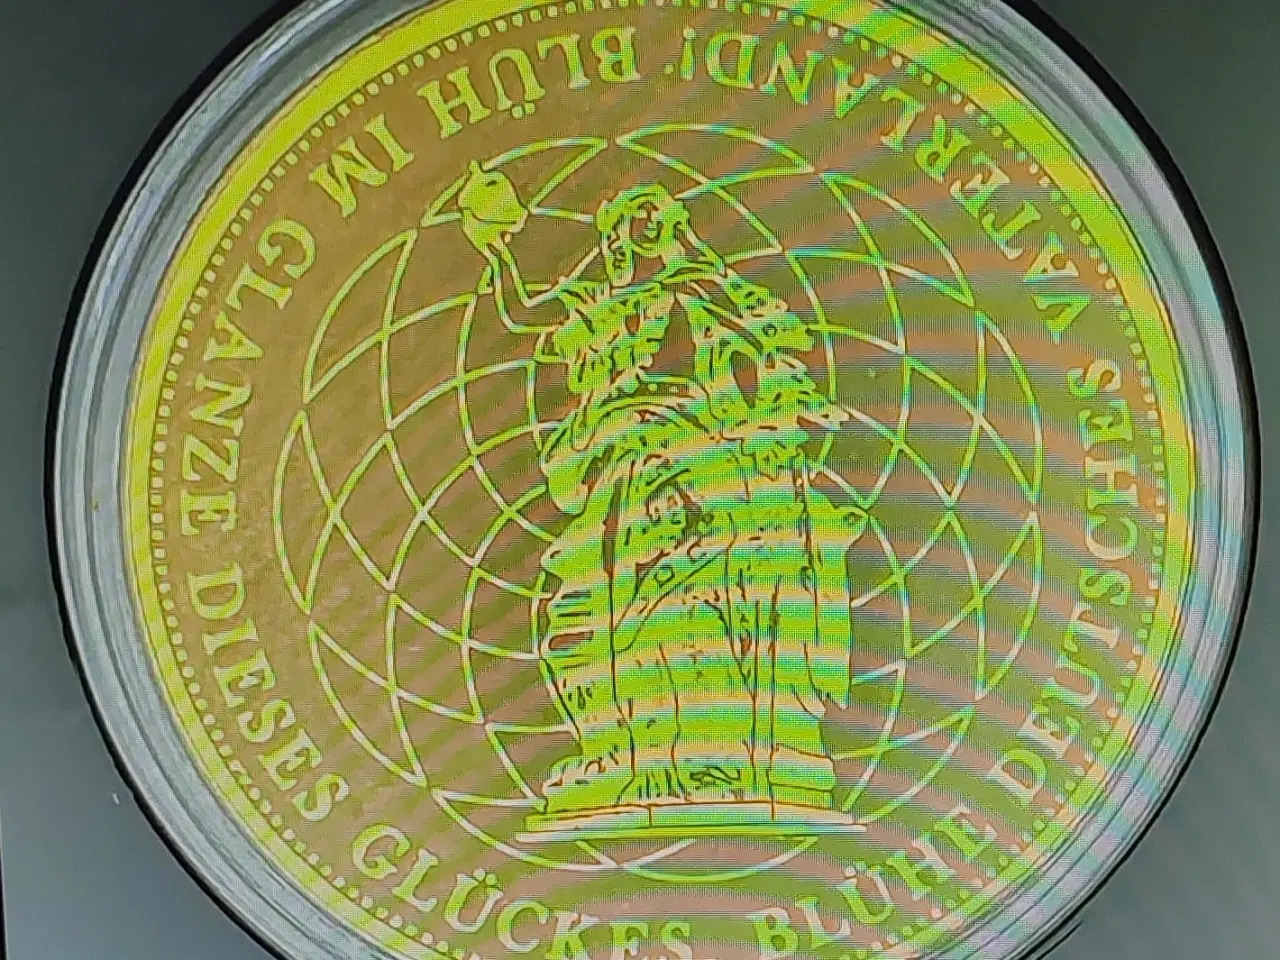 BLÜH IM GLANZE DIESES GLÜCKES BLÜHE DEUTSCHES VATERLAND!